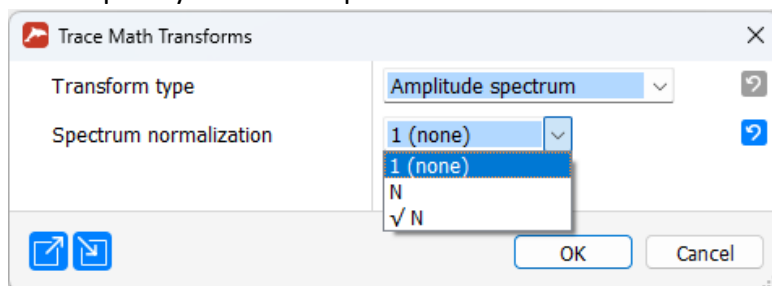 Trace Math Transforms
Transform type Amplitude spectrum
Spectrum normalization 1 (none)
1 (none)
N
√ N
OK Cancel